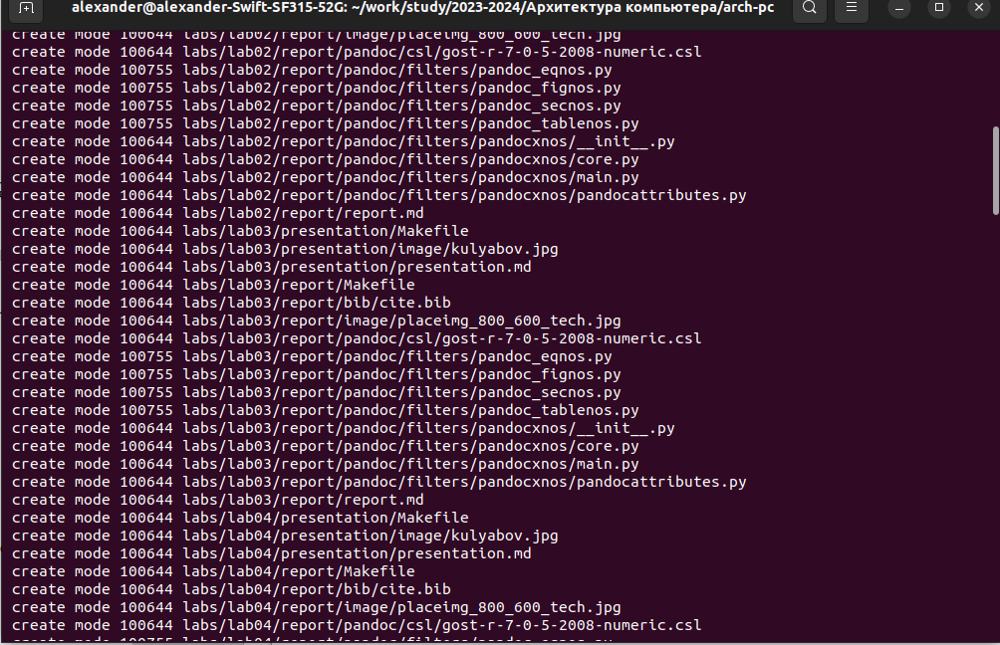 alexander@alexander-Swift-SF315-52G: ~/work/study/2023-2024/Архитектура компьютера/arch-pc
create mode 100644 labs/lab02/report/image/placeimg_800_600_tech.jpg
create mode 100644 labs/lab02/report/pandoc/csl/gost-r-7-0-5-2008-numeric.csl
create mode 100755 labs/lab02/report/pandoc/filters/pandoc_eqnos.py
create mode 100755 labs/lab02/report/pandoc/filters/pandoc_fignos.py
create mode 100755 labs/lab02/report/pandoc/filters/pandoc_secnos.py
create mode 100755 labs/lab02/report/pandoc/filters/pandoc_tablenos.py
create mode 100644 labs/lab02/report/pandoc/filters/pandocxnos/__init__.py
create mode 100644 labs/lab02/report/pandoc/filters/pandocxnos/core.py
create mode 100644 labs/lab02/report/pandoc/filters/pandocxnos/main.py
create mode 100644 labs/lab02/report/pandoc/filters/pandocxnos/pandocattributes.py
create mode 100644 labs/lab02/report/report.md
create mode 100644 labs/lab03/presentation/Makefile
create mode 100644 labs/lab03/presentation/image/kulyabov.jpg
create mode 100644 labs/lab03/presentation/presentation.md
create mode 100644 labs/lab03/report/Makefile
create mode 100644 labs/lab03/report/bib/cite.bib
create mode 100644 labs/lab03/report/image/placeimg_800_600_tech.jpg
create mode 100644 labs/lab03/report/pandoc/csl/gost-r-7-0-5-2008-numeric.csl
create mode 100755 labs/lab03/report/pandoc/filters/pandoc_eqnos.py
create mode 100755 labs/lab03/report/pandoc/filters/pandoc_fignos.py
create mode 100755 labs/lab03/report/pandoc/filters/pandoc_secnos.py
create mode 100755 labs/lab03/report/pandoc/filters/pandoc_tablenos.py
create mode 100644 labs/lab03/report/pandoc/filters/pandocxnos/__init__.py
create mode 100644 labs/lab03/report/pandoc/filters/pandocxnos/core.py
create mode 100644 labs/lab03/report/pandoc/filters/pandocxnos/main.py
create mode 100644 labs/lab03/report/pandoc/filters/pandocxnos/pandocattributes.py
create mode 100644 labs/lab03/report/report.md
create mode 100644 labs/lab04/presentation/Makefile
create mode 100644 labs/lab04/presentation/image/kulyabov.jpg
create mode 100644 labs/lab04/presentation/presentation.md
create mode 100644 labs/lab04/report/Makefile
create mode 100644 labs/lab04/report/bib/cite.bib
create mode 100644 labs/lab04/report/image/placeimg_800_600_tech.jpg
create mode 100644 labs/lab04/report/pandoc/csl/gost-r-7-0-5-2008-numeric.csl